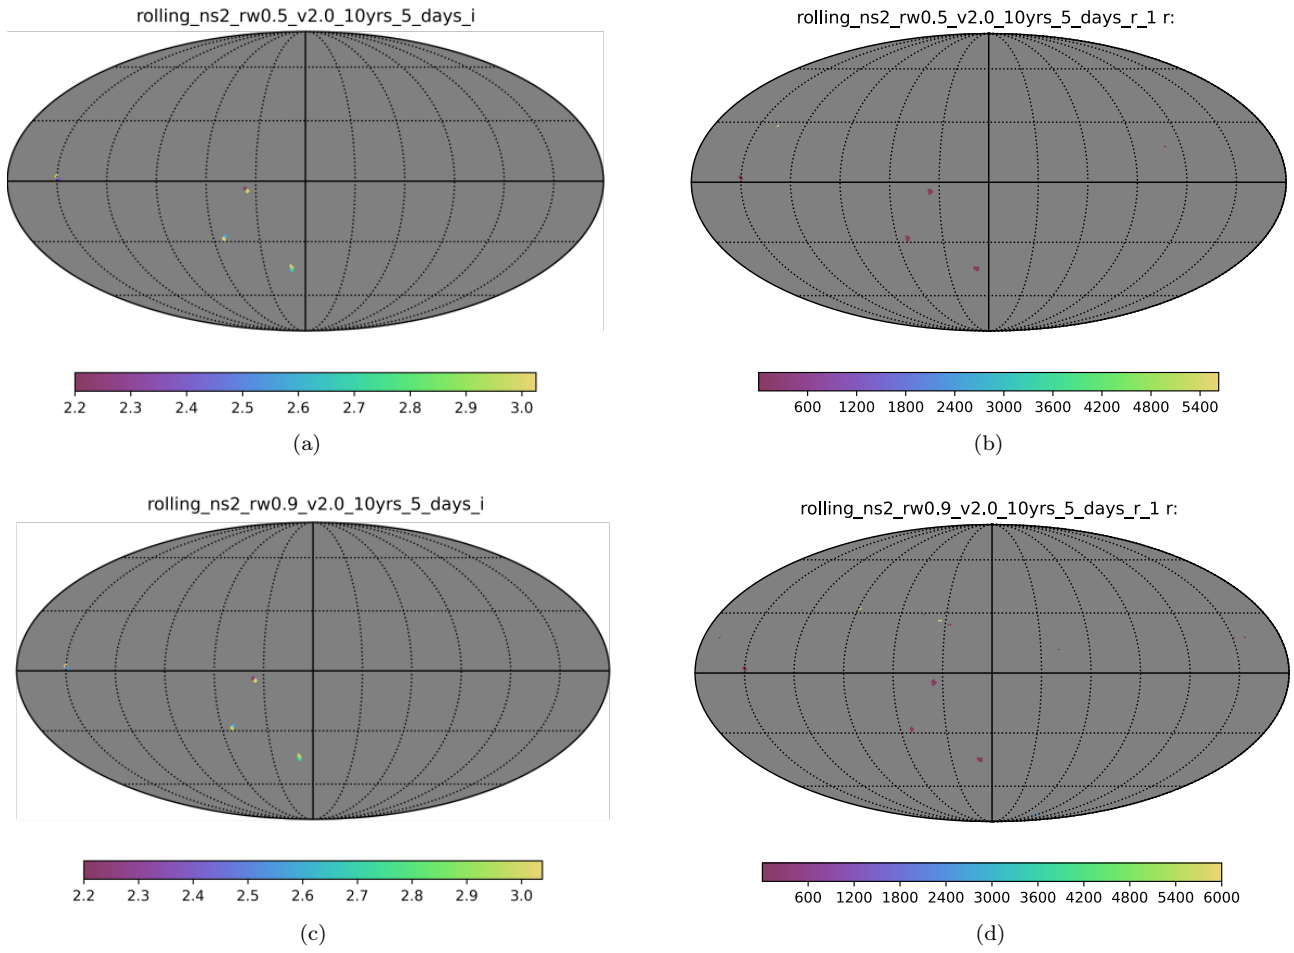 rolling_ns2_rw0.5_v2.0_10yrs_5_days_i
rolling_ns2_rw0.5_v2.0_10yrs_5_days_r_1 r:
2.2 2.3 2.4 2.5 2.6 2.7 2.8 2.9 3.0
600 1200 1800 2400 3000 3600 4200 4800 5400
(a)
(b)
rolling_ns2_rw0.9_v2.0_10yrs_5_days_i
rolling_ns2_rw0.9_v2.0_10yrs_5_days_r_1 r:
2.2 2.3 2.4 2.5 2.6 2.7 2.8 2.9 3.0
600 1200 1800 2400 3000 3600 4200 4800 5400 6000
(c)
(d)